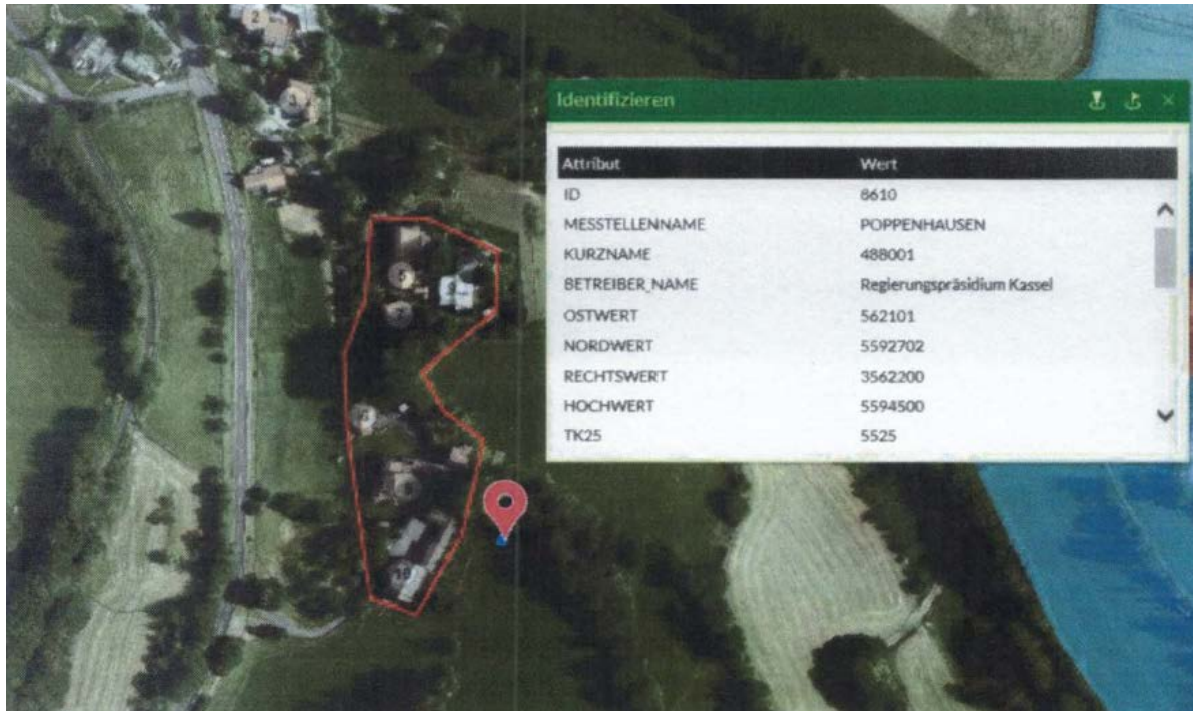 Identifizieren
Attribut Wert
ID 8610
MESSTELLENNAME POPPENHAUSEN
KURZNAME 488001
BETREIBER_NAME Regierungspräsidium Kassel
OSTWERT 562101
NORDWERT 5592702
RECHTSWERT 3562200
HOCHWERT 5594500
TK25 5525
10